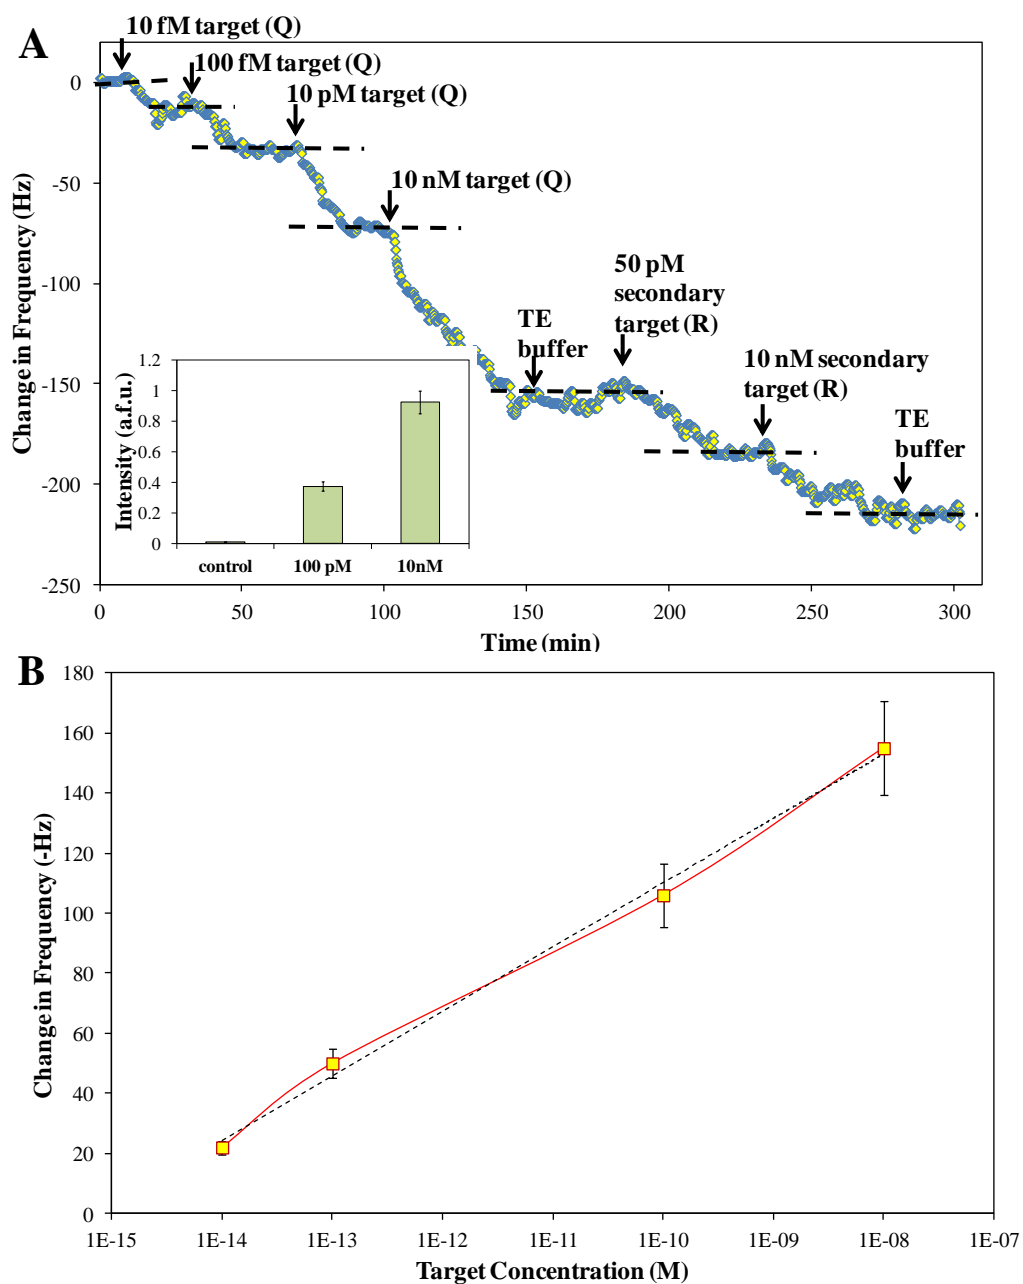 A
10 fM target (Q)
100 fM target (Q)
10 pM target (Q)
10 nM target (Q)
50 pM
secondary
target (R)
TE
buffer
10 nM secondary
target (R)
TE
buffer
Change in Frequency (Hz)
0
-50
-100
-150
-200
-250
0
50
100
150
200
250
300
Time (min)
Intensity (a.f.u.)
1.2
1
0.8
0.6
0.4
0.2
0
control
100 pM
10nM
B
Change in Frequency (-Hz)
180
160
140
120
100
80
60
40
20
0
1E-15
1E-14
1E-13
1E-12
1E-11
1E-10
1E-09
1E-08
1E-07
Target Concentration (M)